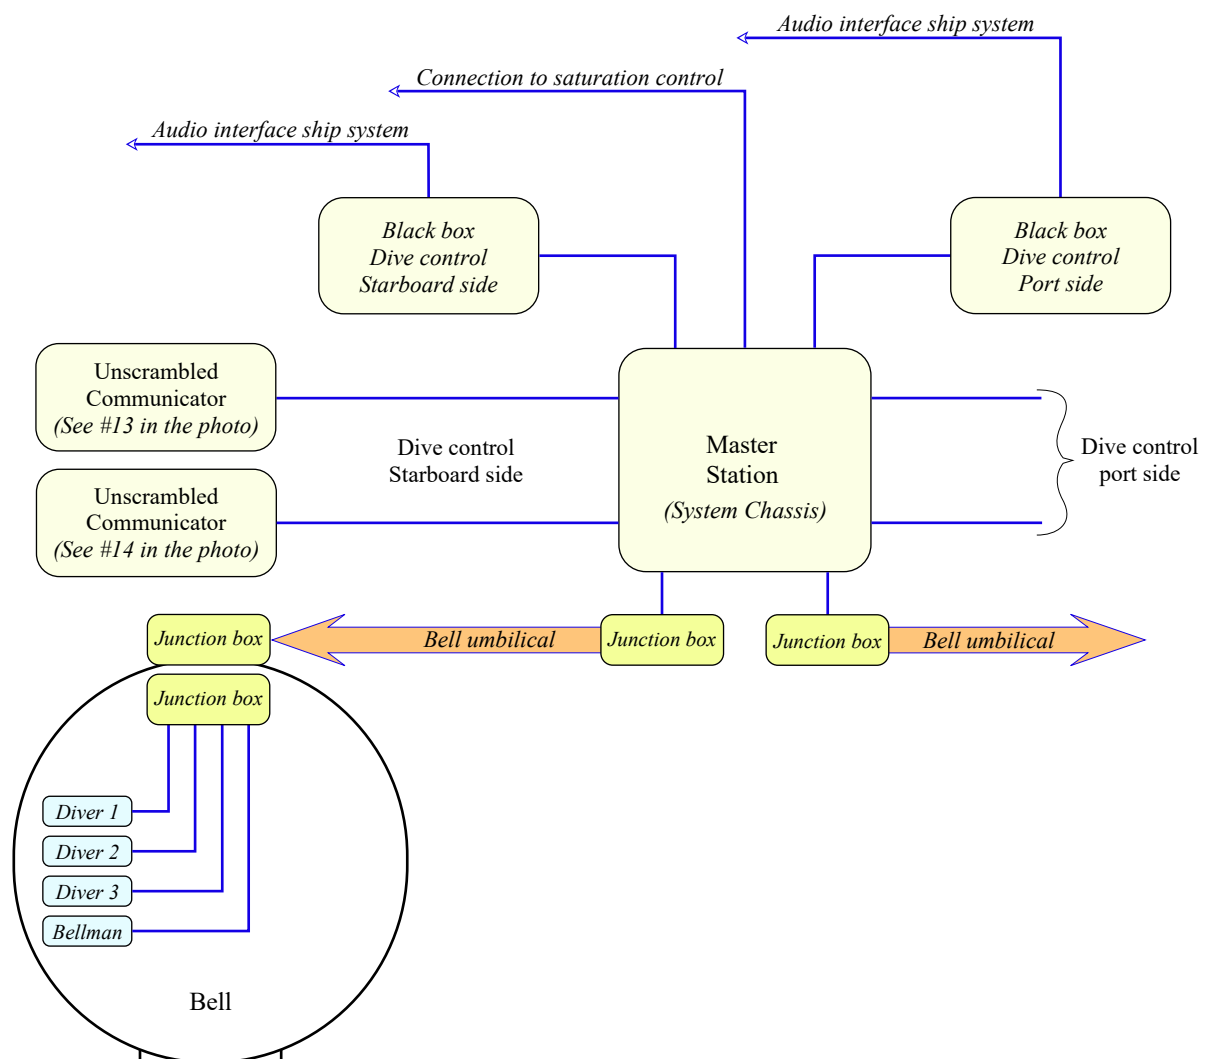 Audio interface ship system
Connection to saturation control
Audio interface ship system
Black box
Dive control
Starboard side
Black box
Dive control
Port side
Unscrambled
Communicator
(See #13 in the photo)
Dive control
Starboard side
Master
Station
(System Chassis)
Dive control
port side
Unscrambled
Communicator
(See #14 in the photo)
Junction box
Bell umbilical
Junction box
Junction box
Bell umbilical
Junction box
Diver 1
Diver 2
Diver 3
Bellman
Bell